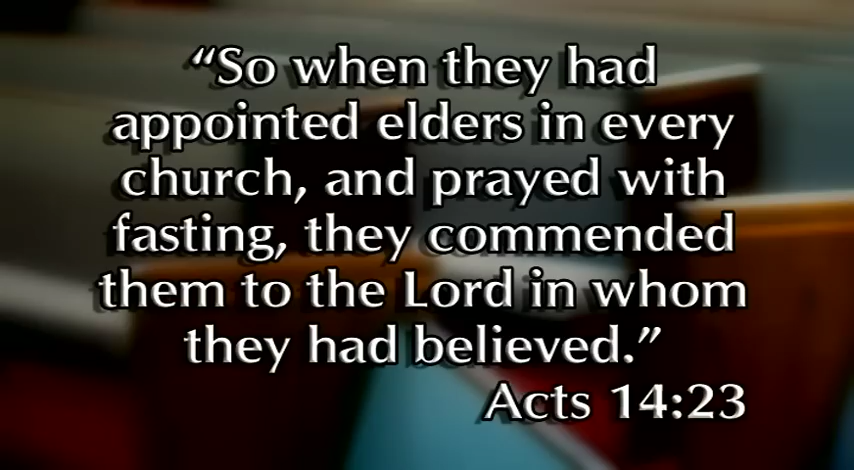 “So when they had
appointed elders in every
church, and prayed with
fasting, they commended
them to the Lord in whom
they had believed.”
Acts 14:23